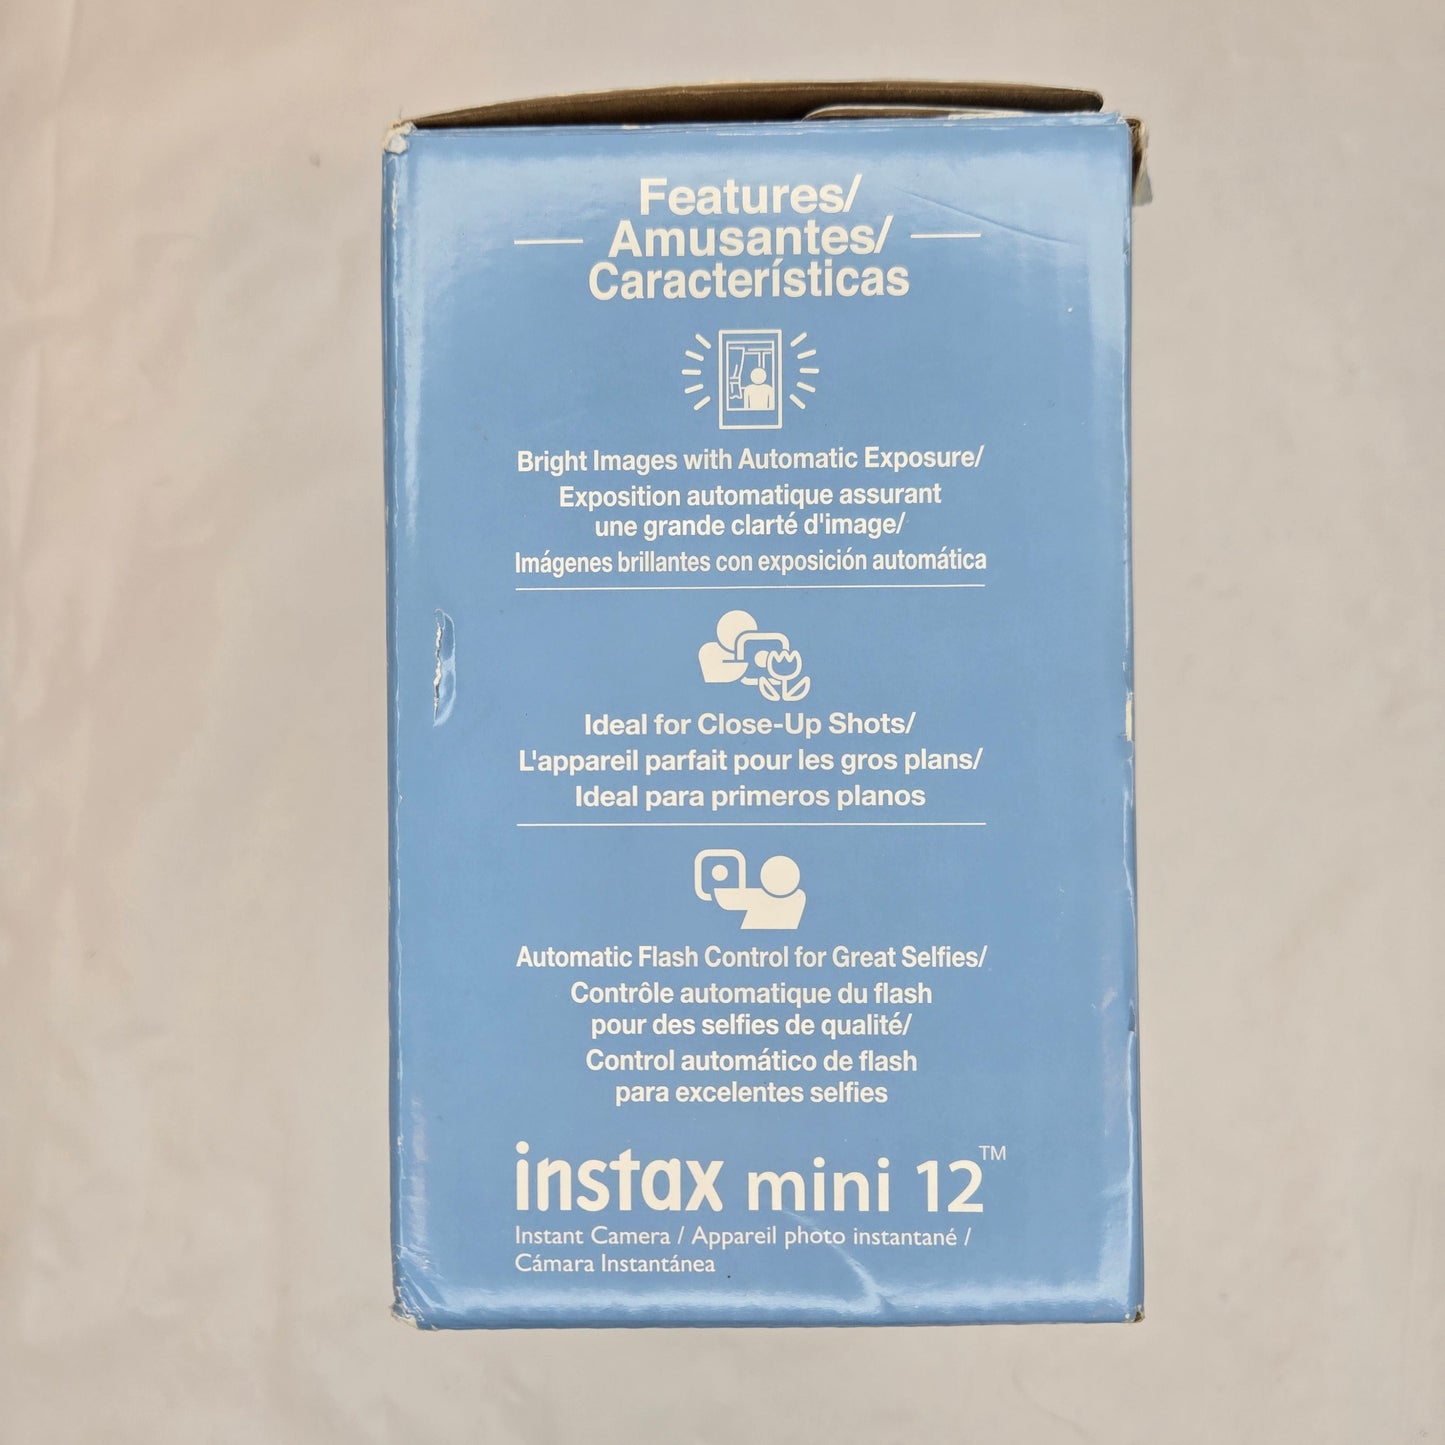 Features/
Amusantes/
Características
Bright Images with Automatic Exposure/
Exposition automatique assurant
une grande clarté d'image/
Imágenes brillantes con exposición automática
Ideal for Close-Up Shots/
L'appareil parfait pour les gros plans/
Ideal para primeros planos
Automatic Flash Control for Great Selfies/
Contrôle automatique du flash
pour des selfies de qualité/
Control automático de flash
para excelentes selfies
instax mini 12™
Instant Camera / Appareil photo instantané /
Cámara Instantánea